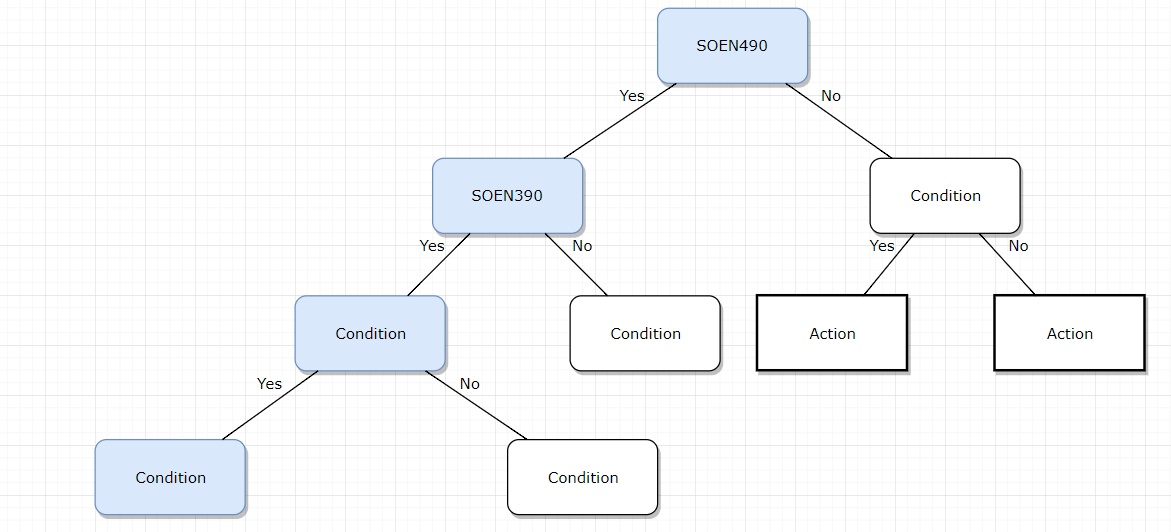 SOEN490
Yes
No
SOEN390
Condition
Yes
No
Yes
No
Condition
Condition
Action
Action
Yes
No
Condition
Condition